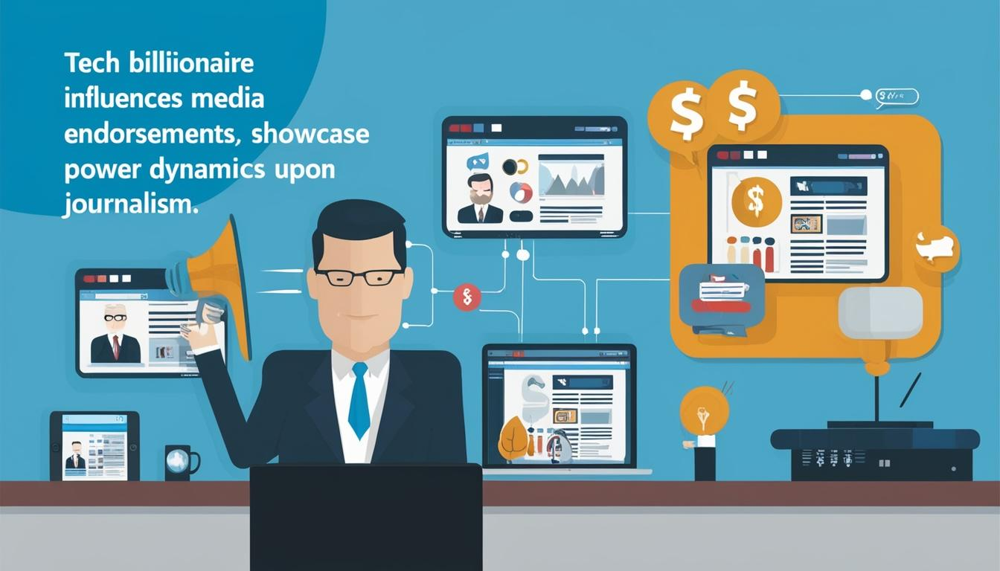 Tech billiionaire
influences media
endorsements, showcase
power dynamics upon
journalism.
$
$
$